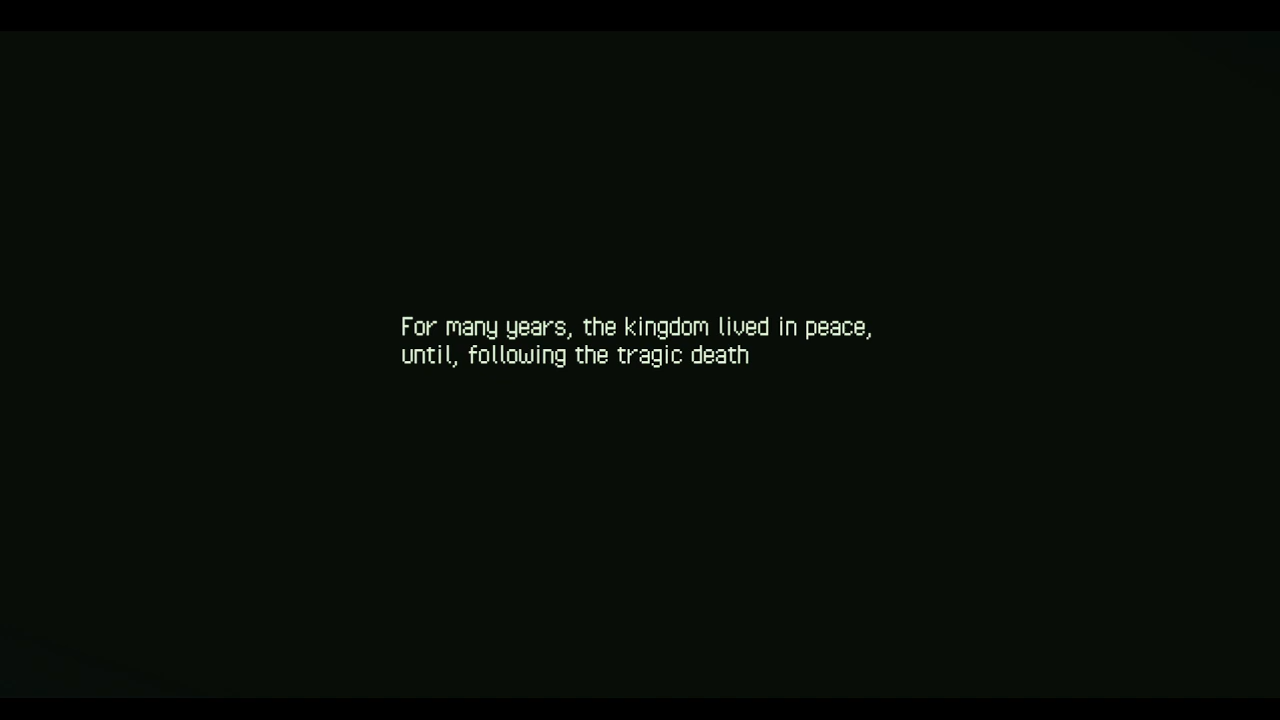 For many years, the kingdom lived in peace,
until, following the tragic death